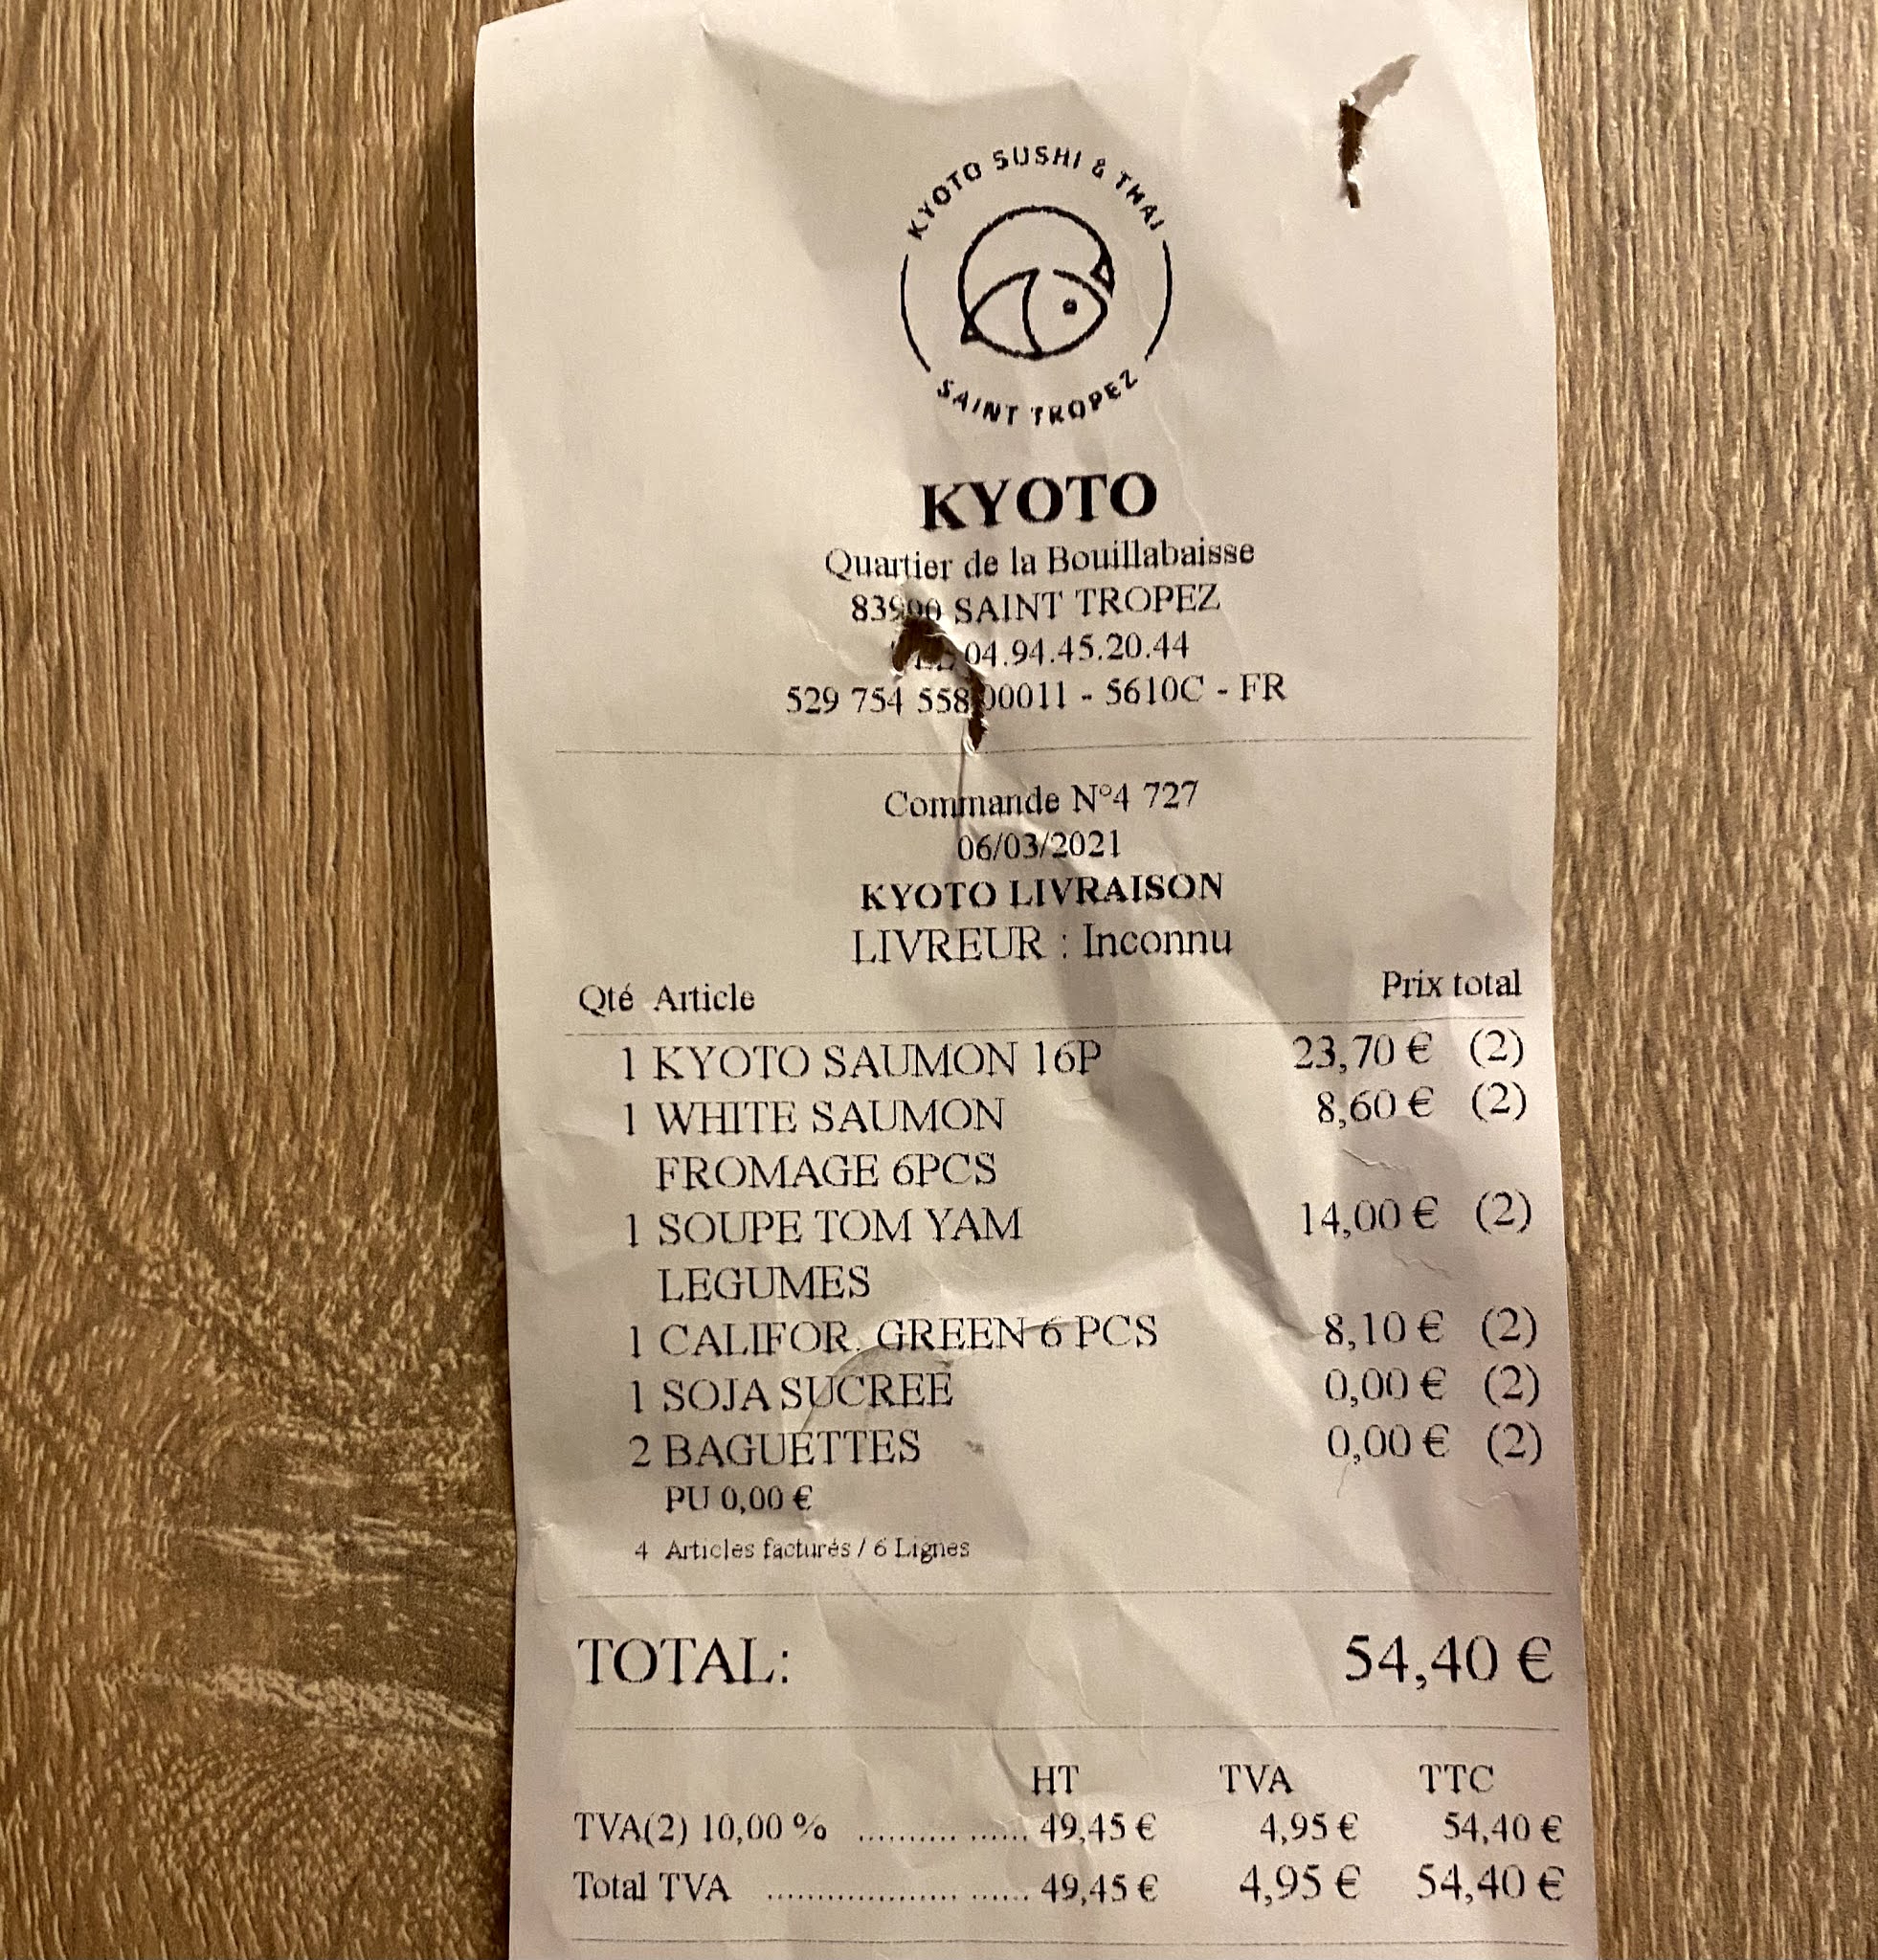 KYOTO SUSHI & THAI
SAINT TROPEZ
KYOTO
Quartier de la Bouillabaisse
83990 SAINT TROPEZ
04.94.45.20.44
529 754 558 00011 - 5610C - FR
Commande N°4 727
06/03/2021
KYOTO LIVRAISON
LIVREUR : Inconnu
Qté Article Prix total
1 KYOTO SAUMON 16P 23,70 € (2)
1 WHITE SAUMON 8,60 € (2)
FROMAGE 6PCS
1 SOUPE TOM YAM 14,00 € (2)
LEGUMES
1 CALIFOR. GREEN 6 PCS 8,10 € (2)
1 SOJA SUCREE 0,00 € (2)
2 BAGUETTES 0,00 € (2)
PU 0,00 €
4 Articles facturés / 6 Lignes
TOTAL: 54,40 €
HT TVA TTC
TVA(2) 10,00 % ................ 49,45 € 4,95 € 54,40 €
Total TVA ......................... 49,45 € 4,95 € 54,40 €